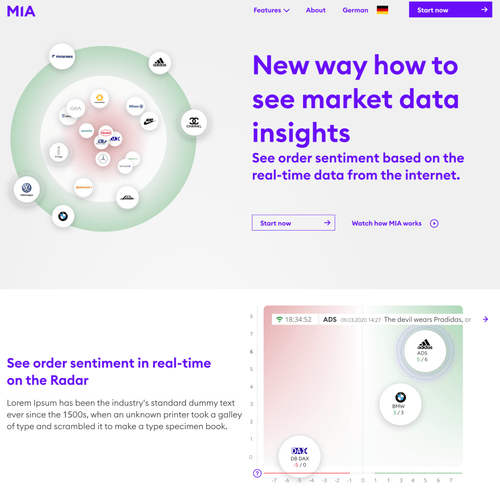 MIA
Features
About
German
Start now
New way how to
see market data
insights
See order sentiment based on the
real-time data from the internet.
Start now
Watch how MIA works
adidas
CHANEL
NIKE
Allianz
BMW
Volkswagen
See order sentiment in real-time
on the Radar
Lorem Ipsum has been the industry's standard dummy text
ever since the 1500s, when an unknown printer took a galley
of type and scrambled it to make a type specimen book.
18:34:52
ADS 09.03.2020 14:27 The devil wears Pradidas, or
8
7
6
5
4
3
2
1
0
adidas
ADS
5 / 6
BMW
3 / 3
DAX
DB DAX
-5 / 0
?
-7 -6 -5 -4 -3 -2 -1 0 1 2 3 4 5 6 7